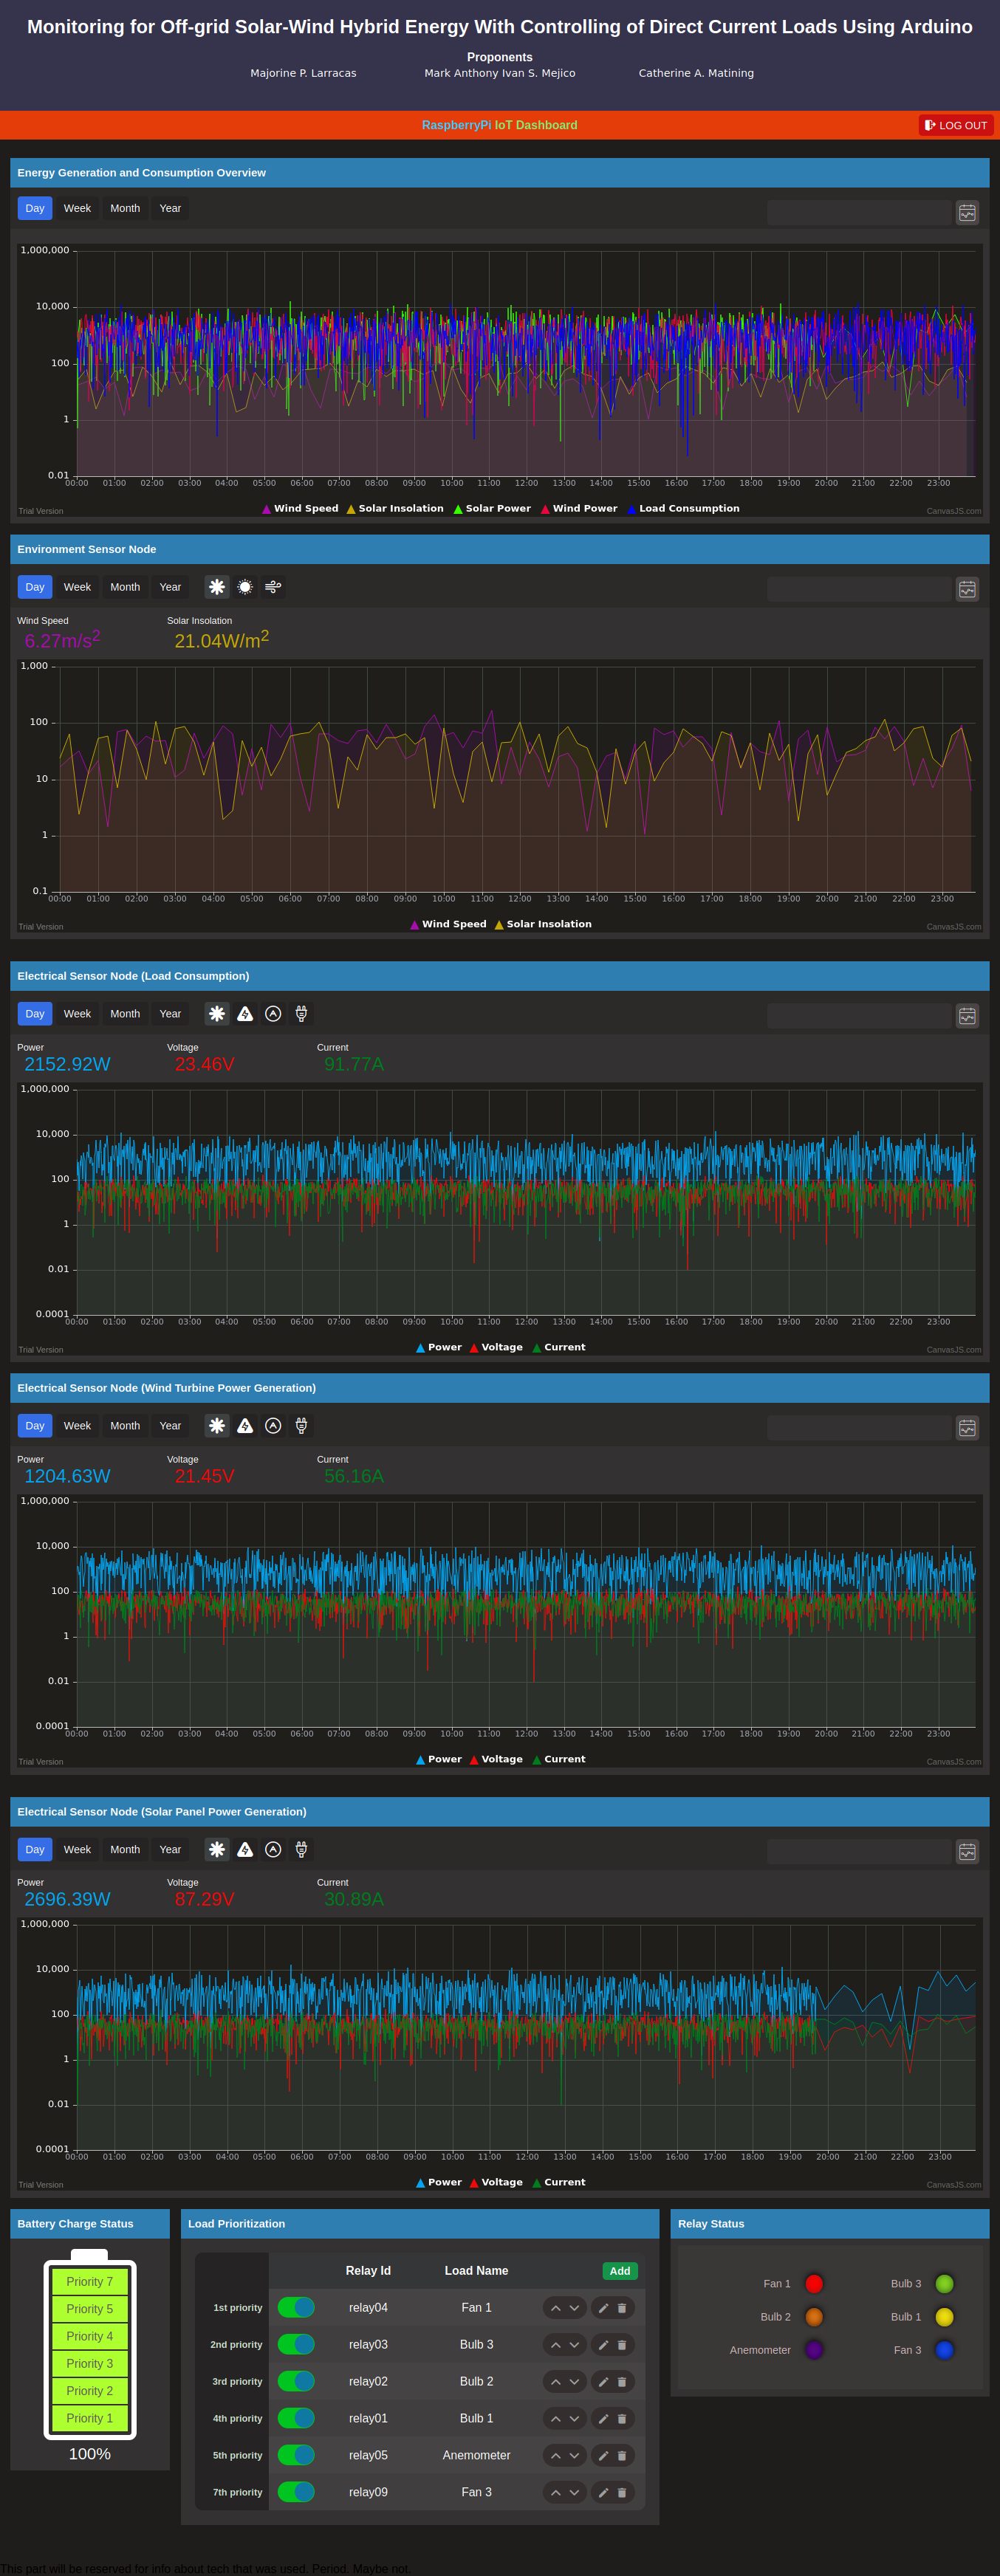 Monitoring for Off-grid Solar-Wind Hybrid Energy With Controlling of Direct Current Loads Using Arduino
Proponents
Majorine P. Larracas Mark Anthony Ivan S. Mejico Catherine A. Matining
RaspberryPi IoT Dashboard LOG OUT
Energy Generation and Consumption Overview
Day Week Month Year
1,000,000
10,000
100
1
0.01
00:00 01:00 02:00 03:00 04:00 05:00 06:00 07:00 08:00 09:00 10:00 11:00 12:00 13:00 14:00 15:00 16:00 17:00 18:00 19:00 20:00 21:00 22:00 23:00
Wind Speed Solar Insolation Solar Power Wind Power Load Consumption
Trial Version CanvasJS.com
Environment Sensor Node
Day Week Month Year
Wind Speed Solar Insolation
6.27m/s2 21.04W/m2
1,000
100
10
1
0.1
00:00 01:00 02:00 03:00 04:00 05:00 06:00 07:00 08:00 09:00 10:00 11:00 12:00 13:00 14:00 15:00 16:00 17:00 18:00 19:00 20:00 21:00 22:00 23:00
Wind Speed Solar Insolation
Trial Version CanvasJS.com
Electrical Sensor Node (Load Consumption)
Day Week Month Year
Power Voltage Current
2152.92W 23.46V 91.77A
1,000,000
10,000
100
1
0.01
0.0001
00:00 01:00 02:00 03:00 04:00 05:00 06:00 07:00 08:00 09:00 10:00 11:00 12:00 13:00 14:00 15:00 16:00 17:00 18:00 19:00 20:00 21:00 22:00 23:00
Power Voltage Current
Trial Version CanvasJS.com
Electrical Sensor Node (Wind Turbine Power Generation)
Day Week Month Year
Power Voltage Current
1204.63W 21.45V 56.16A
1,000,000
10,000
100
1
0.01
0.0001
00:00 01:00 02:00 03:00 04:00 05:00 06:00 07:00 08:00 09:00 10:00 11:00 12:00 13:00 14:00 15:00 16:00 17:00 18:00 19:00 20:00 21:00 22:00 23:00
Power Voltage Current
Trial Version CanvasJS.com
Electrical Sensor Node (Solar Panel Power Generation)
Day Week Month Year
Power Voltage Current
2696.39W 87.29V 30.89A
1,000,000
10,000
100
1
0.01
0.0001
00:00 01:00 02:00 03:00 04:00 05:00 06:00 07:00 08:00 09:00 10:00 11:00 12:00 13:00 14:00 15:00 16:00 17:00 18:00 19:00 20:00 21:00 22:00 23:00
Power Voltage Current
Trial Version CanvasJS.com
Battery Charge Status
Priority 7
Priority 5
Priority 4
Priority 3
Priority 2
Priority 1
100%
Load Prioritization
Relay Id Load Name Add
1st priority relay04 Fan 1
2nd priority relay03 Bulb 3
3rd priority relay02 Bulb 2
4th priority relay01 Bulb 1
5th priority relay05 Anemometer
7th priority relay09 Fan 3
Relay Status
Fan 1 Bulb 3
Bulb 2 Bulb 1
Anemometer Fan 3
This part will be reserved for info about tech that was used. Period. Maybe not.